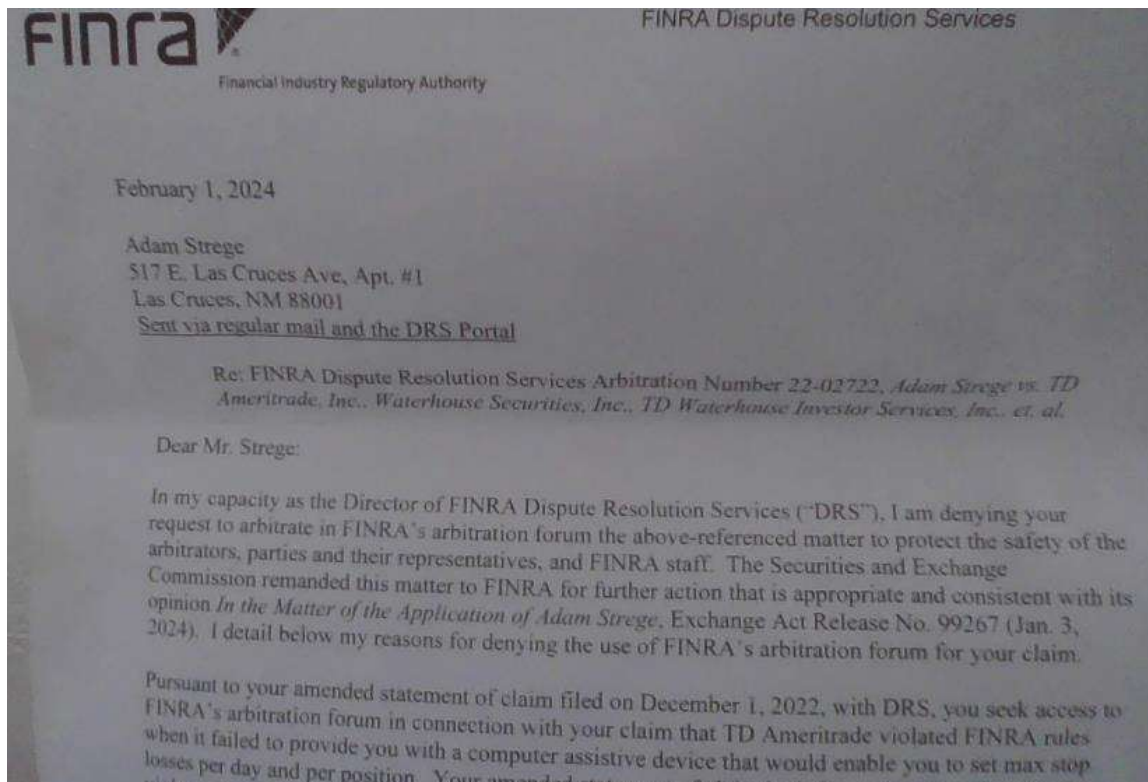 finra
FINRA Dispute Resolution Services
Financial Industry Regulatory Authority
February 1, 2024
Adam Strege
517 E. Las Cruces Ave, Apt. #1
Las Cruces, NM 88001
Sent via regular mail and the DRS Portal
Re: FINRA Dispute Resolution Services Arbitration Number 22-02722, Adam Strege vs. TD
Ameritrade, Inc., Waterhouse Securities, Inc., TD Waterhouse Investor Services, Inc., et. al.
Dear Mr. Strege:
In my capacity as the Director of FINRA Dispute Resolution Services ("DRS"), I am denying your
request to arbitrate in FINRA's arbitration forum the above-referenced matter to protect the safety of the
arbitrators, parties and their representatives, and FINRA staff. The Securities and Exchange
Commission remanded this matter to FINRA for further action that is appropriate and consistent with its
opinion In the Matter of the Application of Adam Strege, Exchange Act Release No. 99267 (Jan. 3,
2024). I detail below my reasons for denying the use of FINRA's arbitration forum for your claim.
Pursuant to your amended statement of claim filed on December 1, 2022, with DRS, you seek access to
FINRA's arbitration forum in connection with your claim that TD Ameritrade violated FINRA rules
when it failed to provide you with a computer assistive device that would enable you to set max stop
losses per day and per position. Your amended